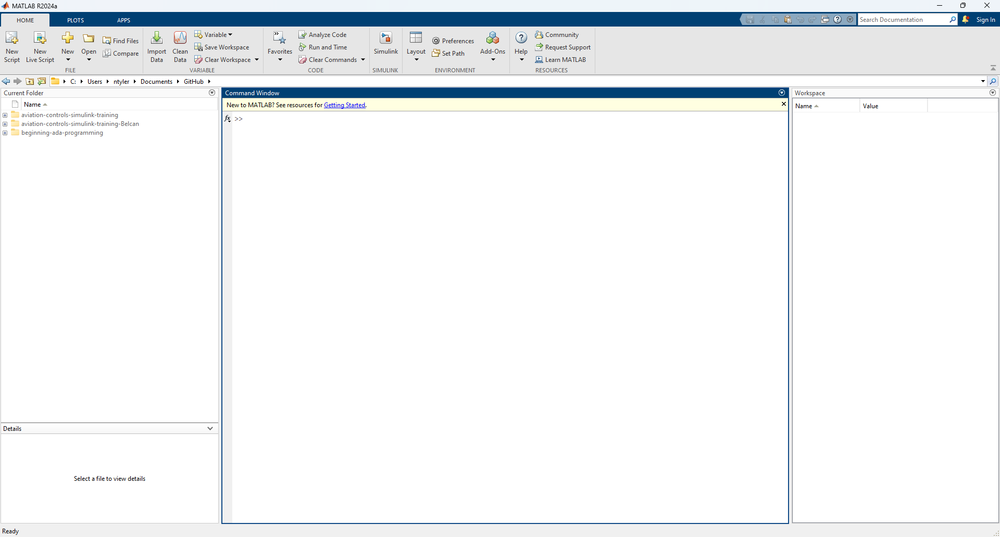 MATLAB R2024a
HOME PLOTS APPS
Search Documentation
Sign In
New Script
New Live Script
New
Open
Find Files
Compare
FILE
Import Data
Clean Data
Variable
Save Workspace
Clear Workspace
VARIABLE
Favorites
Analyze Code
Run and Time
Clear Commands
CODE
Simulink
SIMULINK
Layout
Preferences
Set Path
Add-Ons
ENVIRONMENT
Help
Community
Request Support
Learn MATLAB
RESOURCES
C: Users ntyler Documents GitHub
Current Folder
Name
aviation-controls-simulink-training
aviation-controls-simulink-training-Belcan
beginning-ada-programming
Details
Select a file to view details
Command Window
New to MATLAB? See resources for Getting Started.
fx >>
Workspace
Name Value
Ready